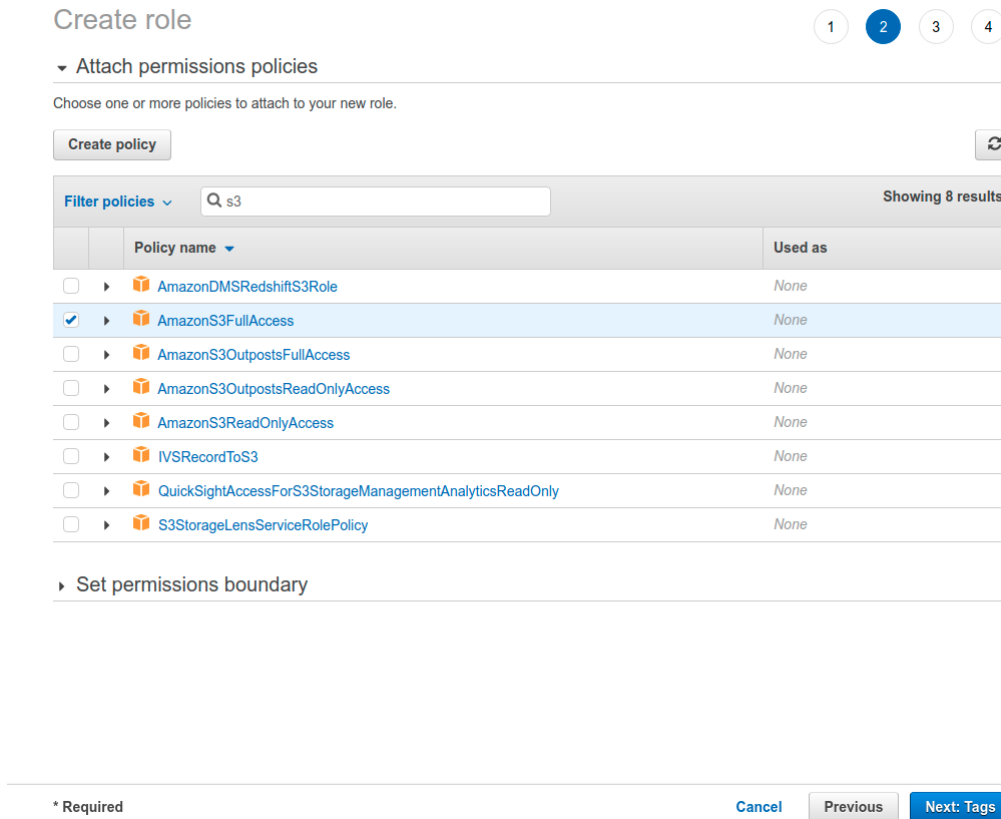 Create role
1 2 3 4
Attach permissions policies
Choose one or more policies to attach to your new role.
Create policy
Filter policies s3 Showing 8 results
Policy name Used as
AmazonDMSRedshiftS3Role None
AmazonS3FullAccess None
AmazonS3OutpostsFullAccess None
AmazonS3OutpostsReadOnlyAccess None
AmazonS3ReadOnlyAccess None
IVSRecordToS3 None
QuickSightAccessForS3StorageManagementAnalyticsReadOnly None
S3StorageLensServiceRolePolicy None
Set permissions boundary
* Required Cancel Previous Next: Tags